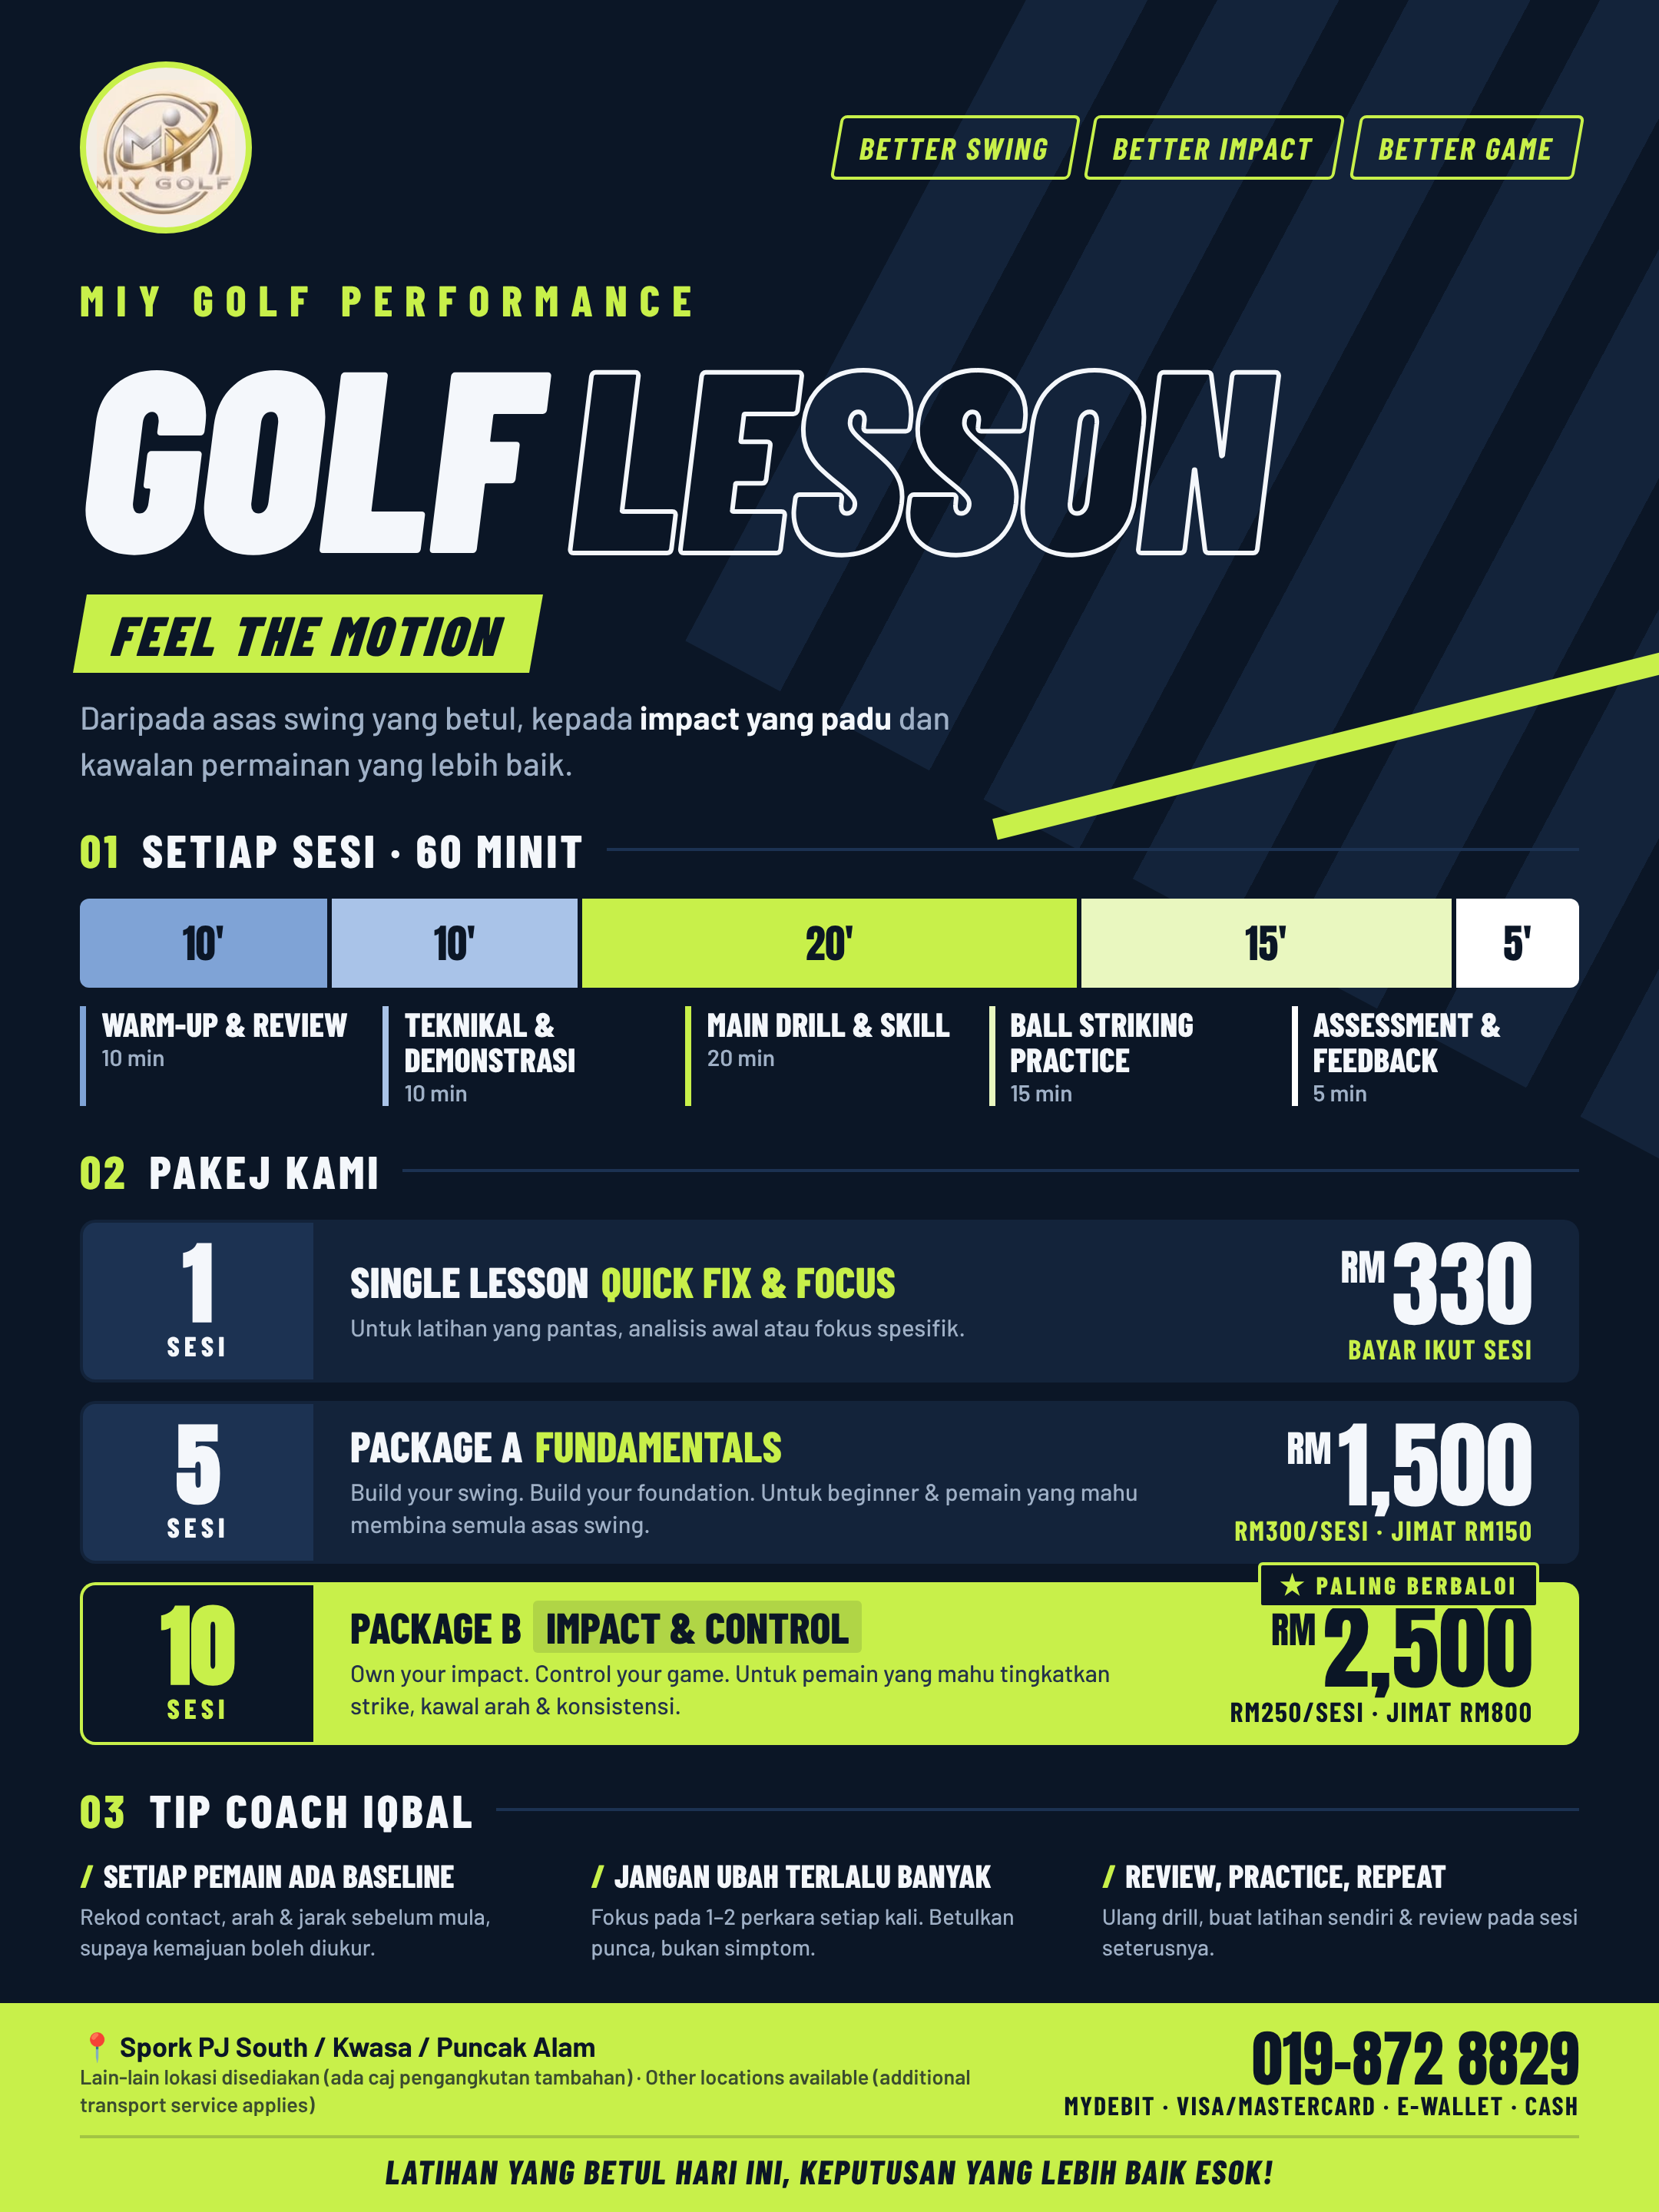 MIY
MIY GOLF
BETTER SWING
BETTER IMPACT
BETTER GAME
MIY GOLF PERFORMANCE
GOLF LESSON
FEEL THE MOTION
Daripada asas swing yang betul, kepada impact yang padu dan
kawalan permainan yang lebih baik.
01 SETIAP SESI · 60 MINIT
10'
10'
20'
15'
5'
WARM-UP & REVIEW
10 min
TEKNIKAL &
DEMONSTRASI
10 min
MAIN DRILL & SKILL
20 min
BALL STRIKING
PRACTICE
15 min
ASSESSMENT &
FEEDBACK
5 min
02 PAKEJ KAMI
1
SESI
SINGLE LESSON QUICK FIX & FOCUS
Untuk latihan yang pantas, analisis awal atau fokus spesifik.
RM330
BAYAR IKUT SESI
5
SESI
PACKAGE A FUNDAMENTALS
Build your swing. Build your foundation. Untuk beginner & pemain yang mahu
membina semula asas swing.
RM1,500
RM300/SESI · JIMAT RM150
★ PALING BERBALOI
10
SESI
PACKAGE B IMPACT & CONTROL
Own your impact. Control your game. Untuk pemain yang mahu tingkatkan
strike, kawal arah & konsistensi.
RM2,500
RM250/SESI · JIMAT RM800
03 TIP COACH IQBAL
/ SETIAP PEMAIN ADA BASELINE
Rekod contact, arah & jarak sebelum mula,
supaya kemajuan boleh diukur.
/ JANGAN UBAH TERLALU BANYAK
Fokus pada 1–2 perkara setiap kali. Betulkan
punca, bukan simptom.
/ REVIEW, PRACTICE, REPEAT
Ulang drill, buat latihan sendiri & review pada sesi
seterusnya.
📍 Spork PJ South / Kwasa / Puncak Alam
Lain-lain lokasi disediakan (ada caj pengangkutan tambahan) · Other locations available (additional
transport service applies)
019-872 8829
MYDEBIT · VISA/MASTERCARD · E-WALLET · CASH
LATIHAN YANG BETUL HARI INI, KEPUTUSAN YANG LEBIH BAIK ESOK!